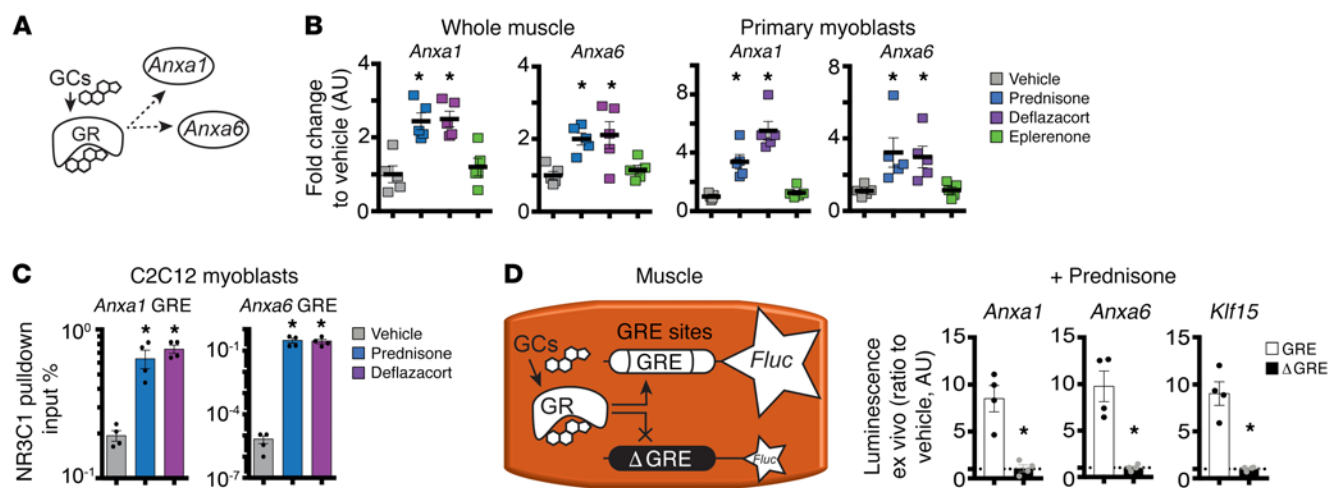 A
GCs
GR
Anxa1
Anxa6
B
Whole muscle
Primary myoblasts
Anxa1
Anxa6
Anxa1
Anxa6
Fold change
to vehicle (AU)
4
2
0
4
2
0
8
4
0
8
4
0
* *
* *
* *
* *
Vehicle
Prednisone
Deflazacort
Eplerenone
C
C2C12 myoblasts
Anxa1 GRE
Anxa6 GRE
NR3C1 pulldown
input %
10⁰
10⁻¹
10⁻¹
10⁻⁴
10⁻⁷
* *
* *
Vehicle
Prednisone
Deflazacort
D
Muscle
GCs
GR
GRE sites
GRE
Fluc
Δ GRE
Fluc
+ Prednisone
Anxa1
Anxa6
Klf15
Luminescence
ex vivo (ratio to
vehicle, AU)
15
10
5
0
15
10
5
0
15
10
5
0
*
*
*
GRE
Δ GRE